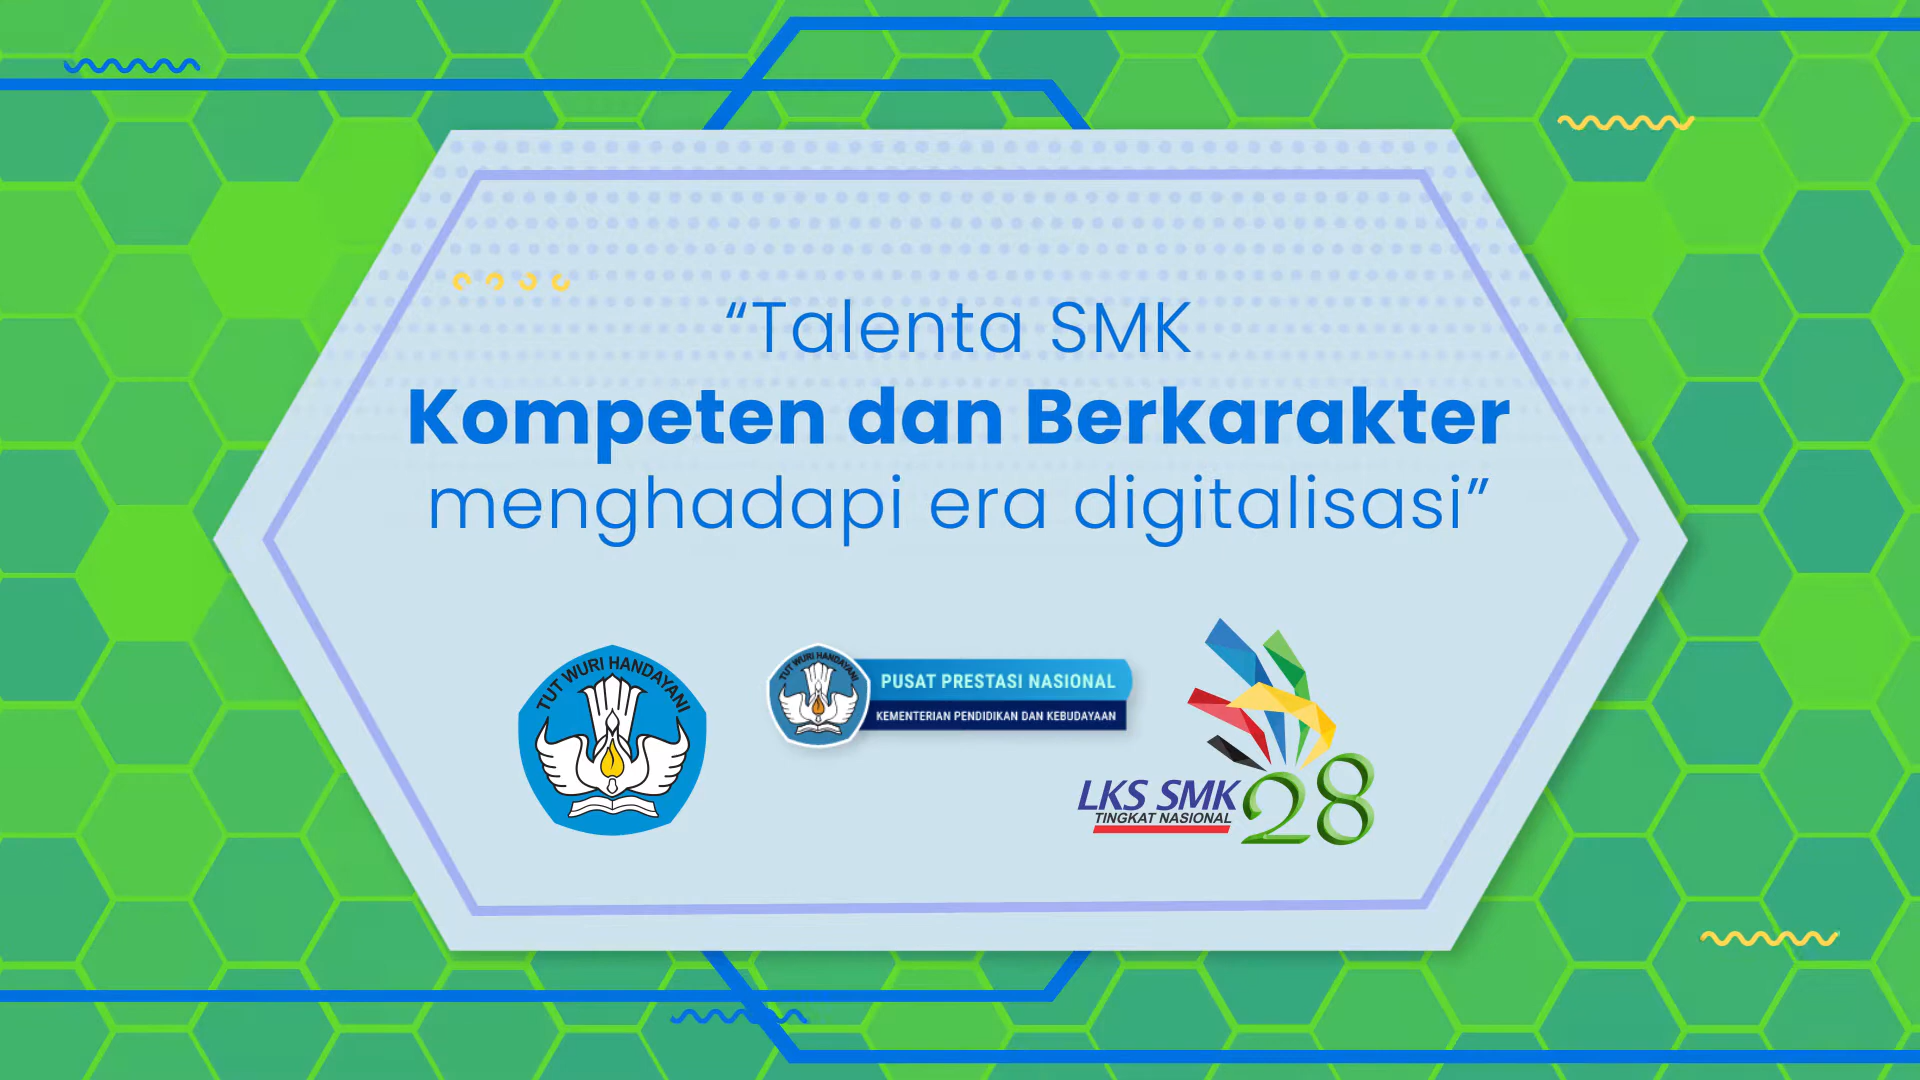 “Talenta SMK
Kompeten dan Berkarakter
menghadapi era digitalisasi”
TUT WURI HANDAYANI
TUT WURI HANDAYANI
PUSAT PRESTASI NASIONAL
KEMENTERIAN PENDIDIKAN DAN KEBUDAYAAN
LKS SMK 28
TINGKAT NASIONAL